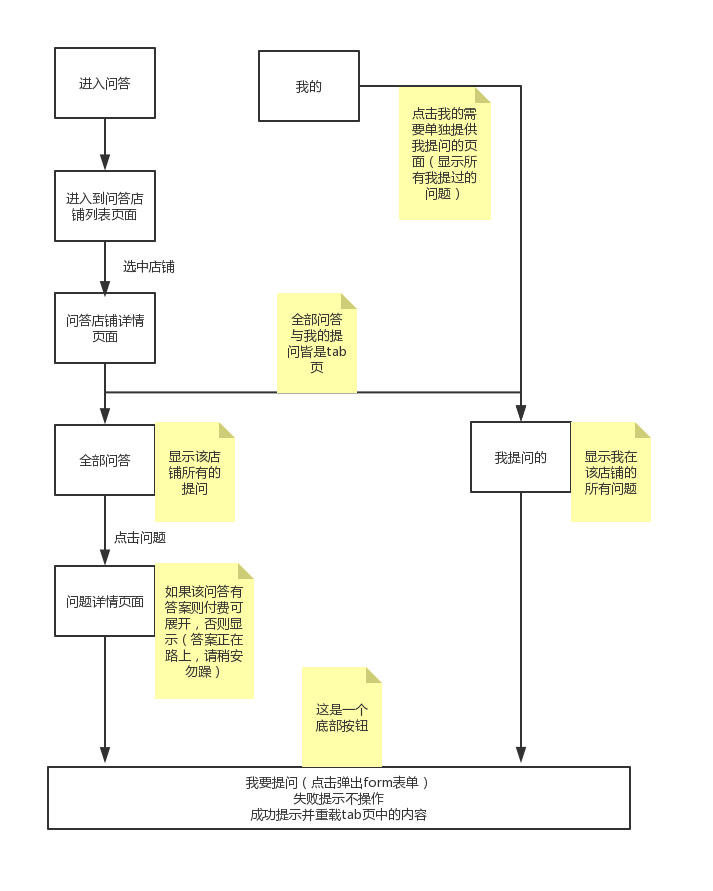 进入问答
我的
点击我的需
要单独提供
我提问的页
面（显示所
有我提过的
问题）
进入到问答店
铺列表页面
选中店铺
问答店铺详情
页面
全部问答
与我的提
问皆是tab
页
全部问答
显示该店
铺所有的
提问
我提问的
显示我在
该店铺的
所有问题
点击问题
问题详情页面
如果该问答有
答案则付费可
展开，否则显
示（答案正在
路上，请稍安
勿躁）
这是一个
底部按钮
我要提问（点击弹出form表单）
失败提示不操作
成功提示并重载tab页中的内容